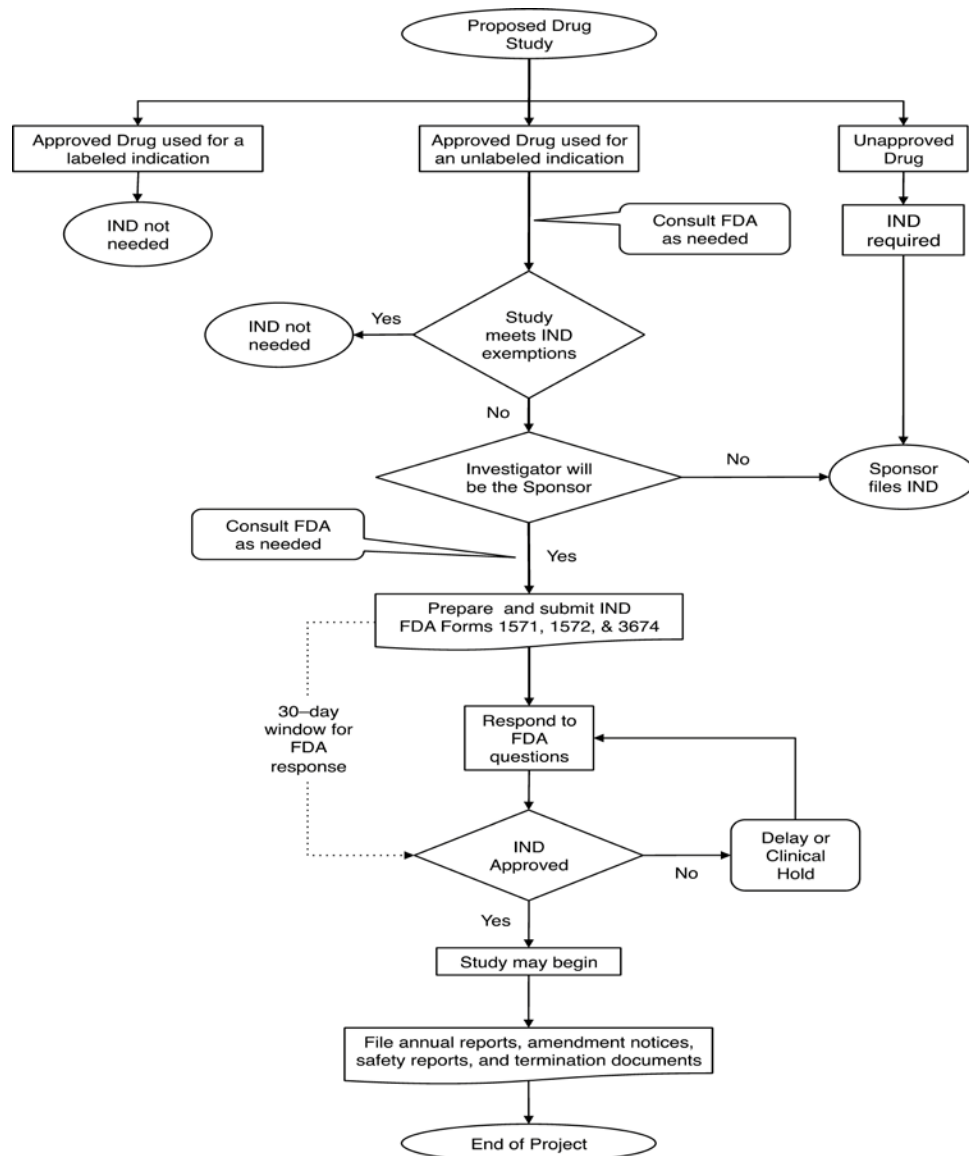 Proposed Drug
Study
Approved Drug used for a
labeled indication
Approved Drug used for
an unlabeled indication
Unapproved
Drug
IND not
needed
Consult FDA
as needed
IND
required
Study
meets IND
exemptions
Yes
IND not
needed
No
Investigator will
be the Sponsor
No
Sponsor
files IND
Consult FDA
as needed
Yes
Prepare and submit IND
FDA Forms 1571, 1572, & 3674
30–day
window for
FDA
response
Respond to
FDA
questions
IND
Approved
No
Delay or
Clinical
Hold
Yes
Study may begin
File annual reports, amendment notices,
safety reports, and termination documents
End of Project